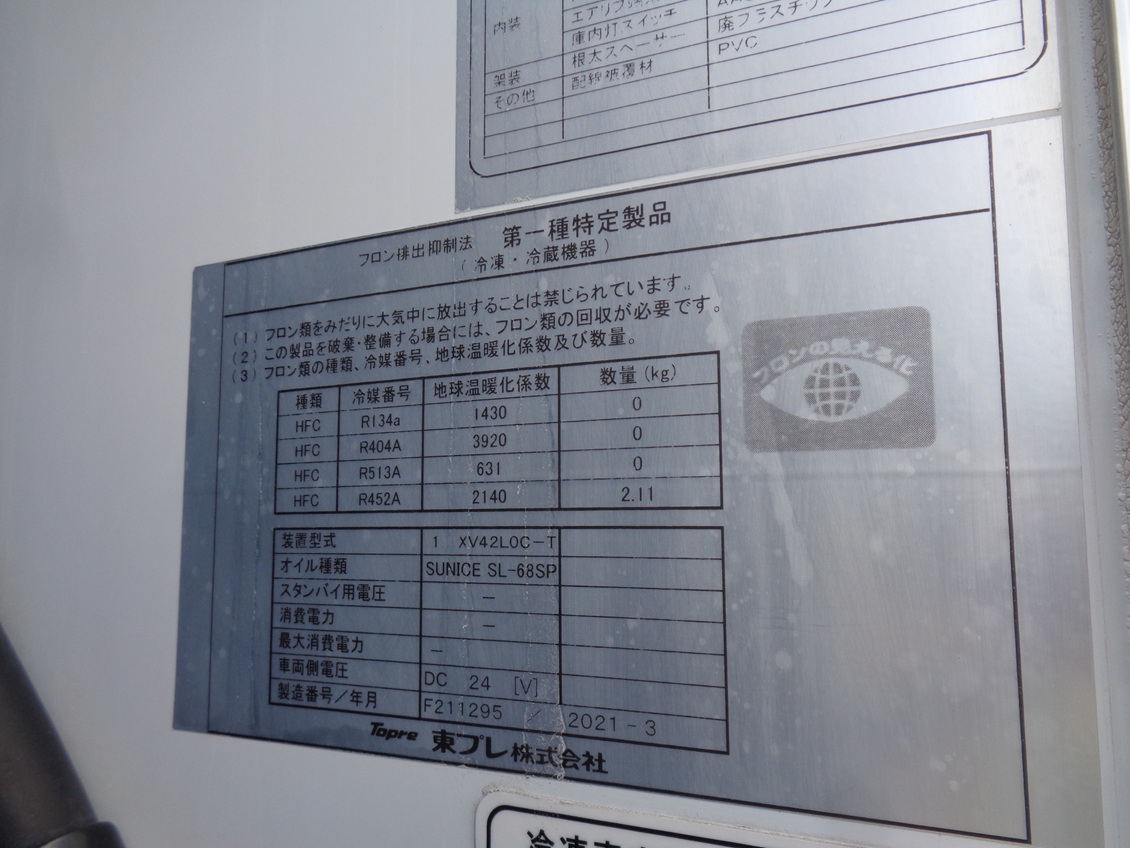 内装
庫内灯スイッチ 廃プラスチック
根太スペーサー PVC
架装 配線被覆材
その他
フロン排出抑制法 第一種特定製品
(冷凍・冷蔵機器)
(1) フロン類をみだりに大気中に放出することは禁じられています。
(2) この製品を破棄・整備する場合には、フロン類の回収が必要です。
(3) フロン類の種類、冷媒番号、地球温暖化係数及び数量。
種類 冷媒番号 地球温暖化係数 数量(kg)
HFC R134a 1430 0
HFC R404A 3920 0
HFC R513A 631 0
HFC R452A 2140 2.11
フロンの見える化
装置型式 1 XV42LOC-T
オイル種類 SUNICE SL-68SP
スタンバイ用電圧 —
消費電力 —
最大消費電力 —
車両側電圧 DC 24 [V]
製造番号/年月 F211295 / 2021-3
Topre 東プレ株式会社